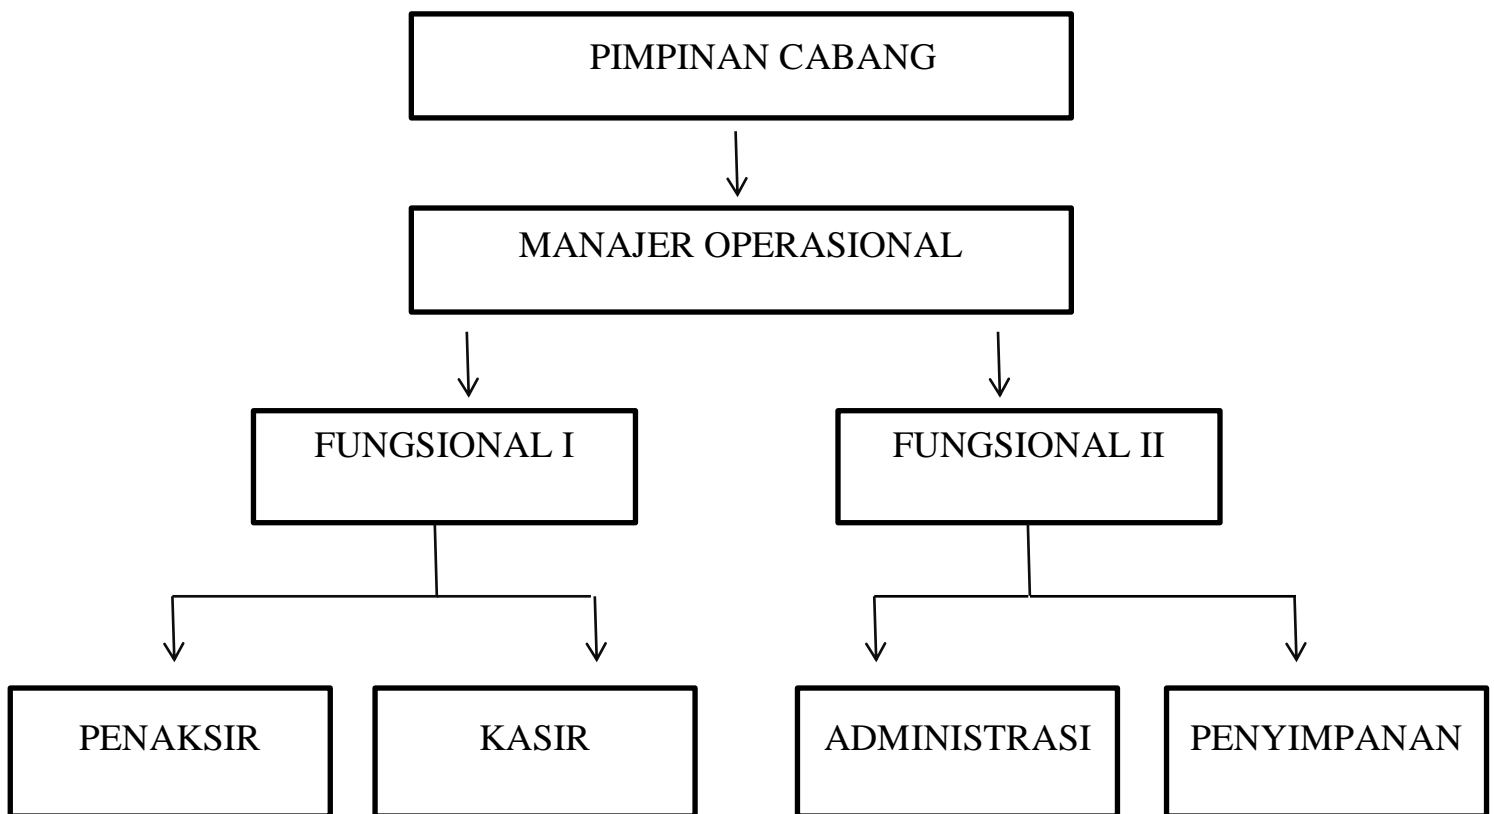 PIMPINAN CABANG
MANAJER OPERASIONAL
FUNGSIONAL I
FUNGSIONAL II
PENAKSIR
KASIR
ADMINISTRASI
PENYIMPANAN